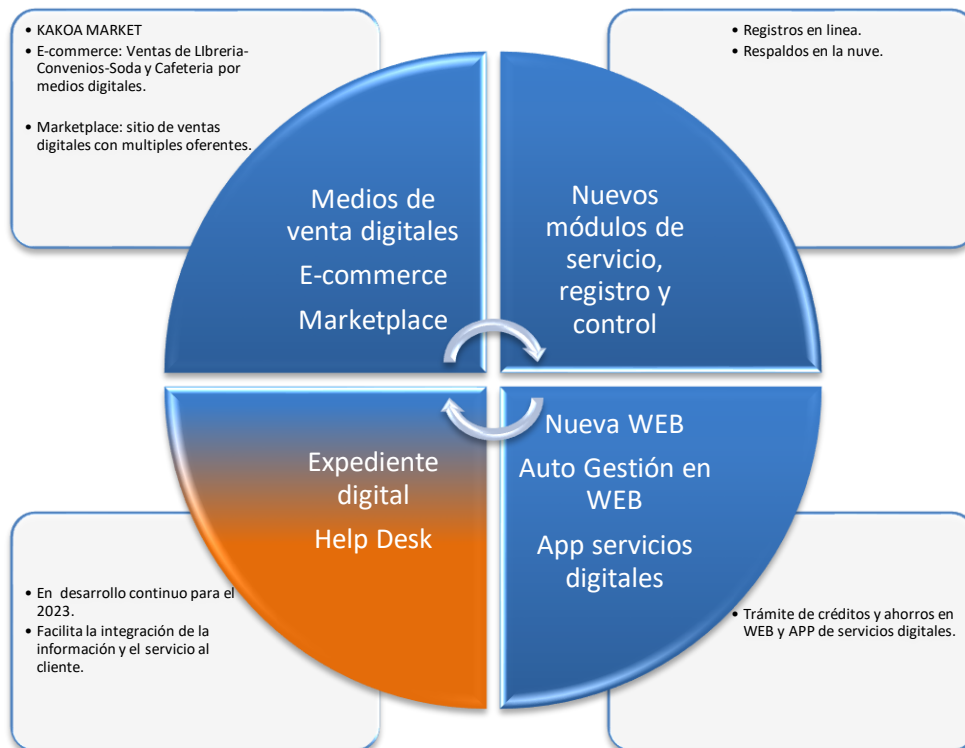 • KAKOA MARKET
• E-commerce: Ventas de LIbreria-
Convenios-Soda y Cafeteria por
medios digitales.
• Marketplace: sitio de ventas
digitales con multiples oferentes.
• Registros en linea.
• Respaldos en la nuve.
Medios de
venta digitales
E-commerce
Marketplace
Nuevos
módulos de
servicio,
registro y
control
Expediente
digital
Help Desk
Nueva WEB
Auto Gestión en
WEB
App servicios
digitales
• En desarrollo continuo para el
2023.
• Facilita la integración de la
información y el servicio al
cliente.
• Trámite de créditos y ahorros en
WEB y APP de servicios digitales.